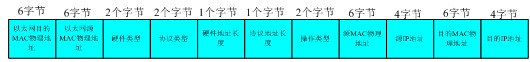 6字节 6字节 2个字节 2个字节 1个字节 1个字节 2个字节 6字节 4字节 6字节 4字节
以太网目的MAC物理地址
以太网源MAC物理地址
硬件类型
协议类型
硬件地址长度
协议地址长度
操作类型
源MAC物理地址
源IP地址
目的MAC物理地址
目的IP地址